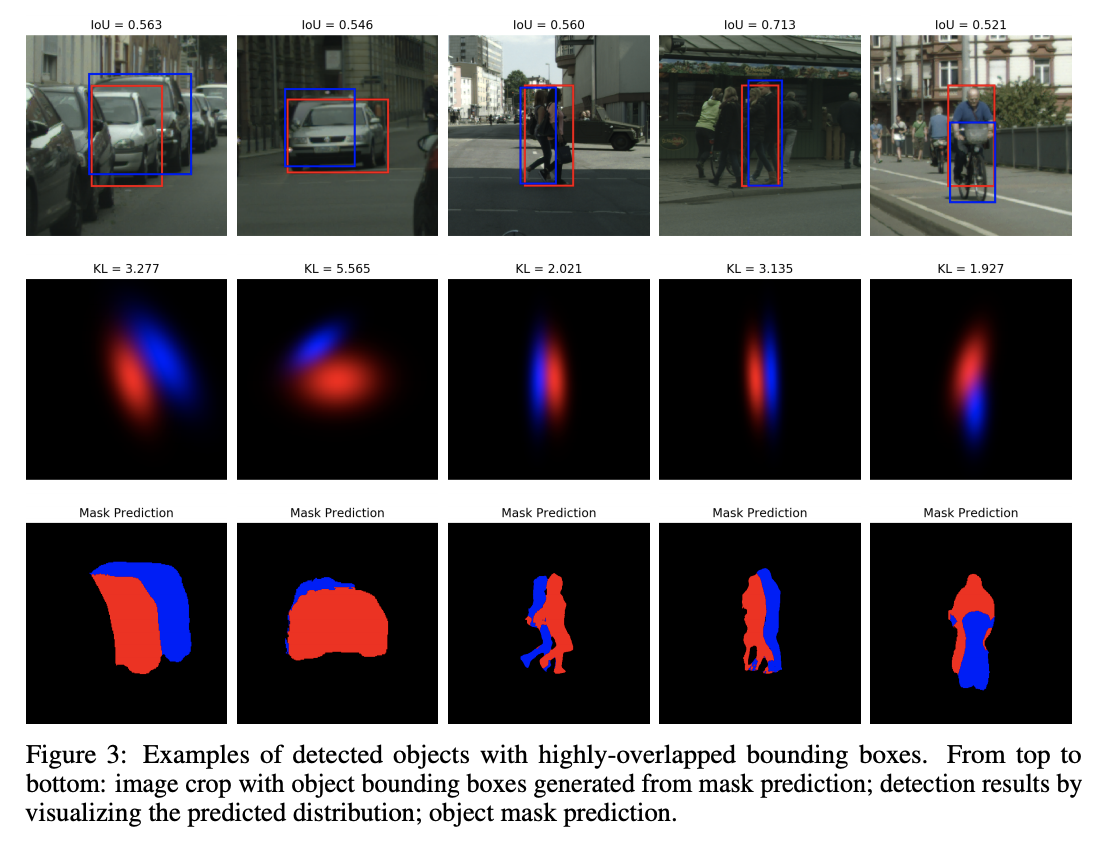 IoU = 0.563
IoU = 0.546
IoU = 0.560
IoU = 0.713
IoU = 0.521
KL = 3.277
KL = 5.565
KL = 2.021
KL = 3.135
KL = 1.927
Mask Prediction
Mask Prediction
Mask Prediction
Mask Prediction
Mask Prediction
Figure 3: Examples of detected objects with highly-overlapped bounding boxes. From top to
bottom: image crop with object bounding boxes generated from mask prediction; detection results by
visualizing the predicted distribution; object mask prediction.